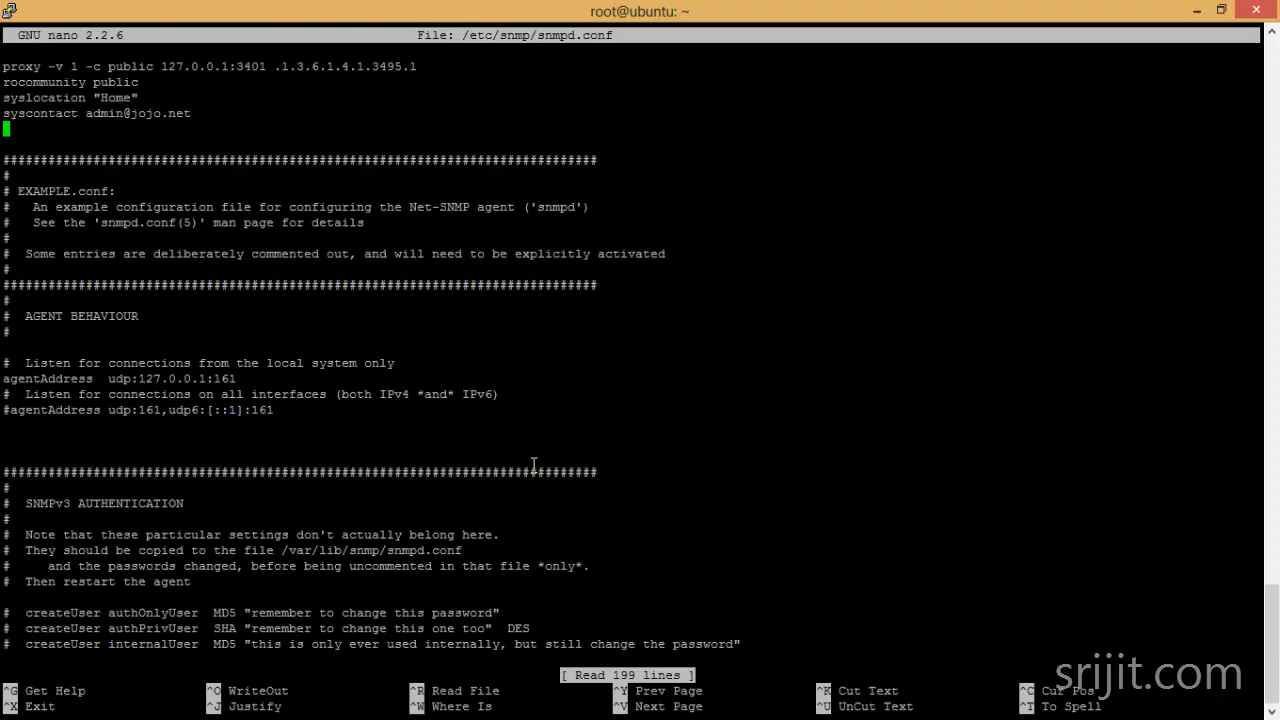 root@ubuntu: ~
GNU nano 2.2.6 File: /etc/snmp/snmpd.conf
proxy -v 1 -c public 127.0.0.1:3401 .1.3.6.1.4.1.3495.1
rocommunity public
syslocation "Home"
syscontact admin@jojo.net
###############################################################################
#
# EXAMPLE.conf:
#   An example configuration file for configuring the Net-SNMP agent ('snmpd')
#   See the 'snmpd.conf(5)' man page for details
#
#  Some entries are deliberately commented out, and will need to be explicitly activated
#
###############################################################################
#
#  AGENT BEHAVIOUR
#
#  Listen for connections from the local system only
agentAddress  udp:127.0.0.1:161
#  Listen for connections on all interfaces (both IPv4 *and* IPv6)
#agentAddress udp:161,udp6:[::1]:161
###############################################################################
#
#  SNMPv3 AUTHENTICATION
#
#  Note that these particular settings don't actually belong here.
#  They should be copied to the file /var/lib/snmp/snmpd.conf
#     and the passwords changed, before being uncommented in that file *only*.
#  Then restart the agent
#  createUser authOnlyUser  MD5 "remember to change this password"
#  createUser authPrivUser  SHA "remember to change this one too"  DES
#  createUser internalUser  MD5 "this is only ever used internally, but still change the password"
[ Read 199 lines ]
^G Get Help ^O WriteOut ^R Read File ^Y Prev Page ^K Cut Text ^C Cur Pos
^X Exit ^J Justify ^W Where Is ^V Next Page ^U UnCut Text ^T To Spell
srijit.com